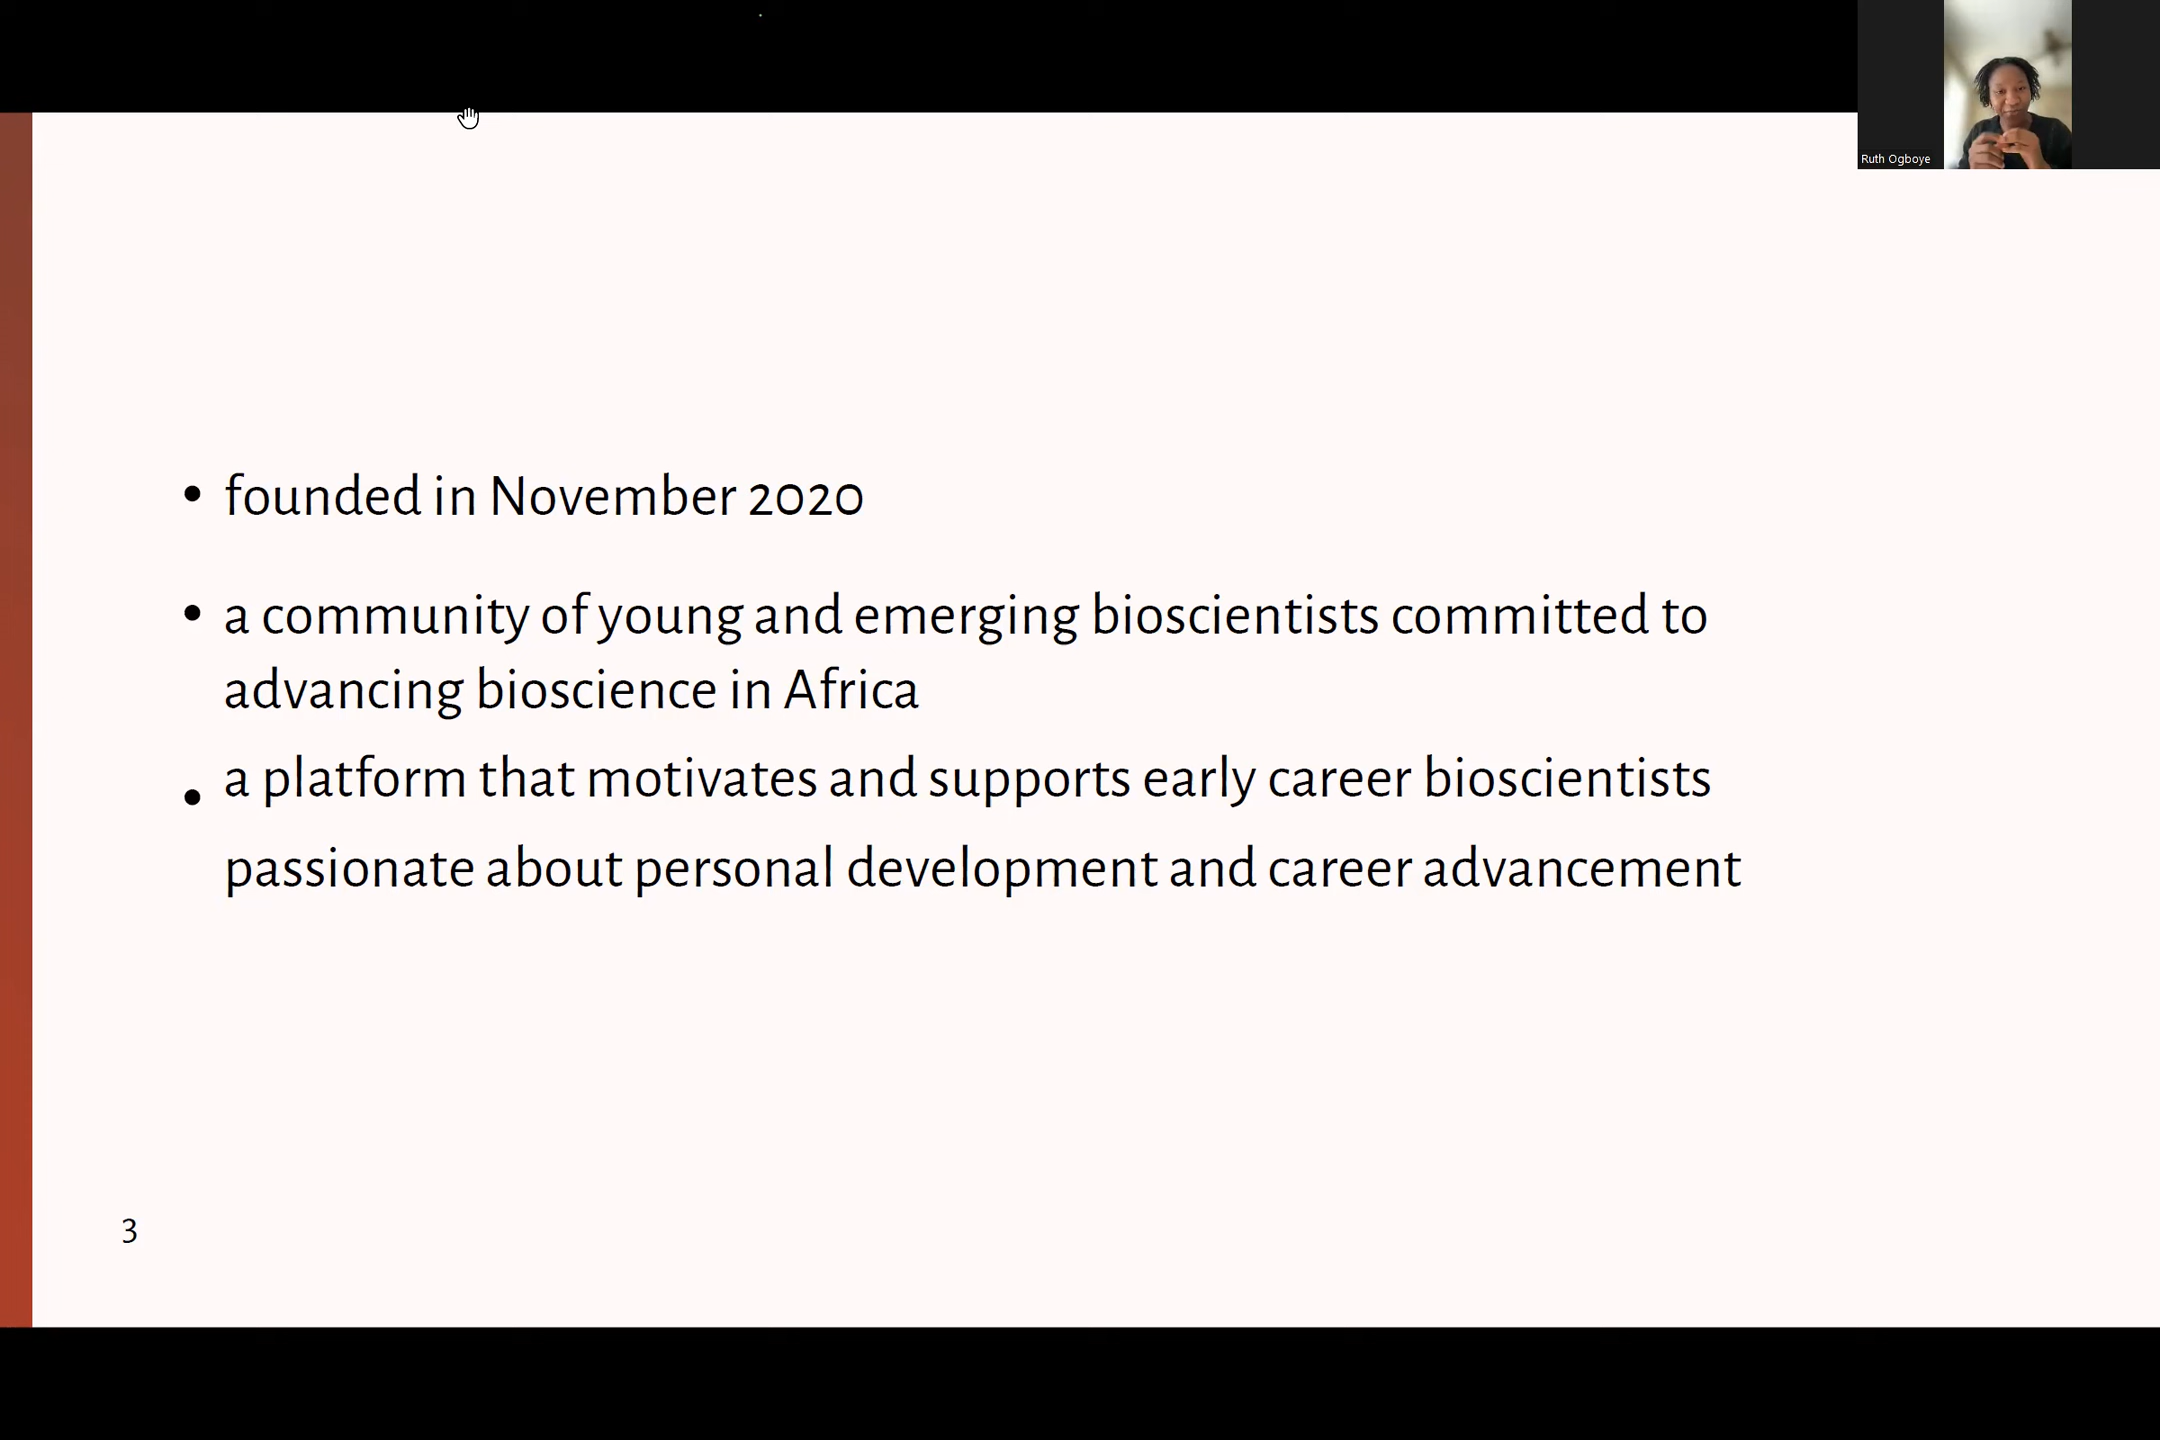 Ruth Ogboye
• founded in November 2020
• a community of young and emerging bioscientists committed to
advancing bioscience in Africa
• a platform that motivates and supports early career bioscientists
passionate about personal development and career advancement
3